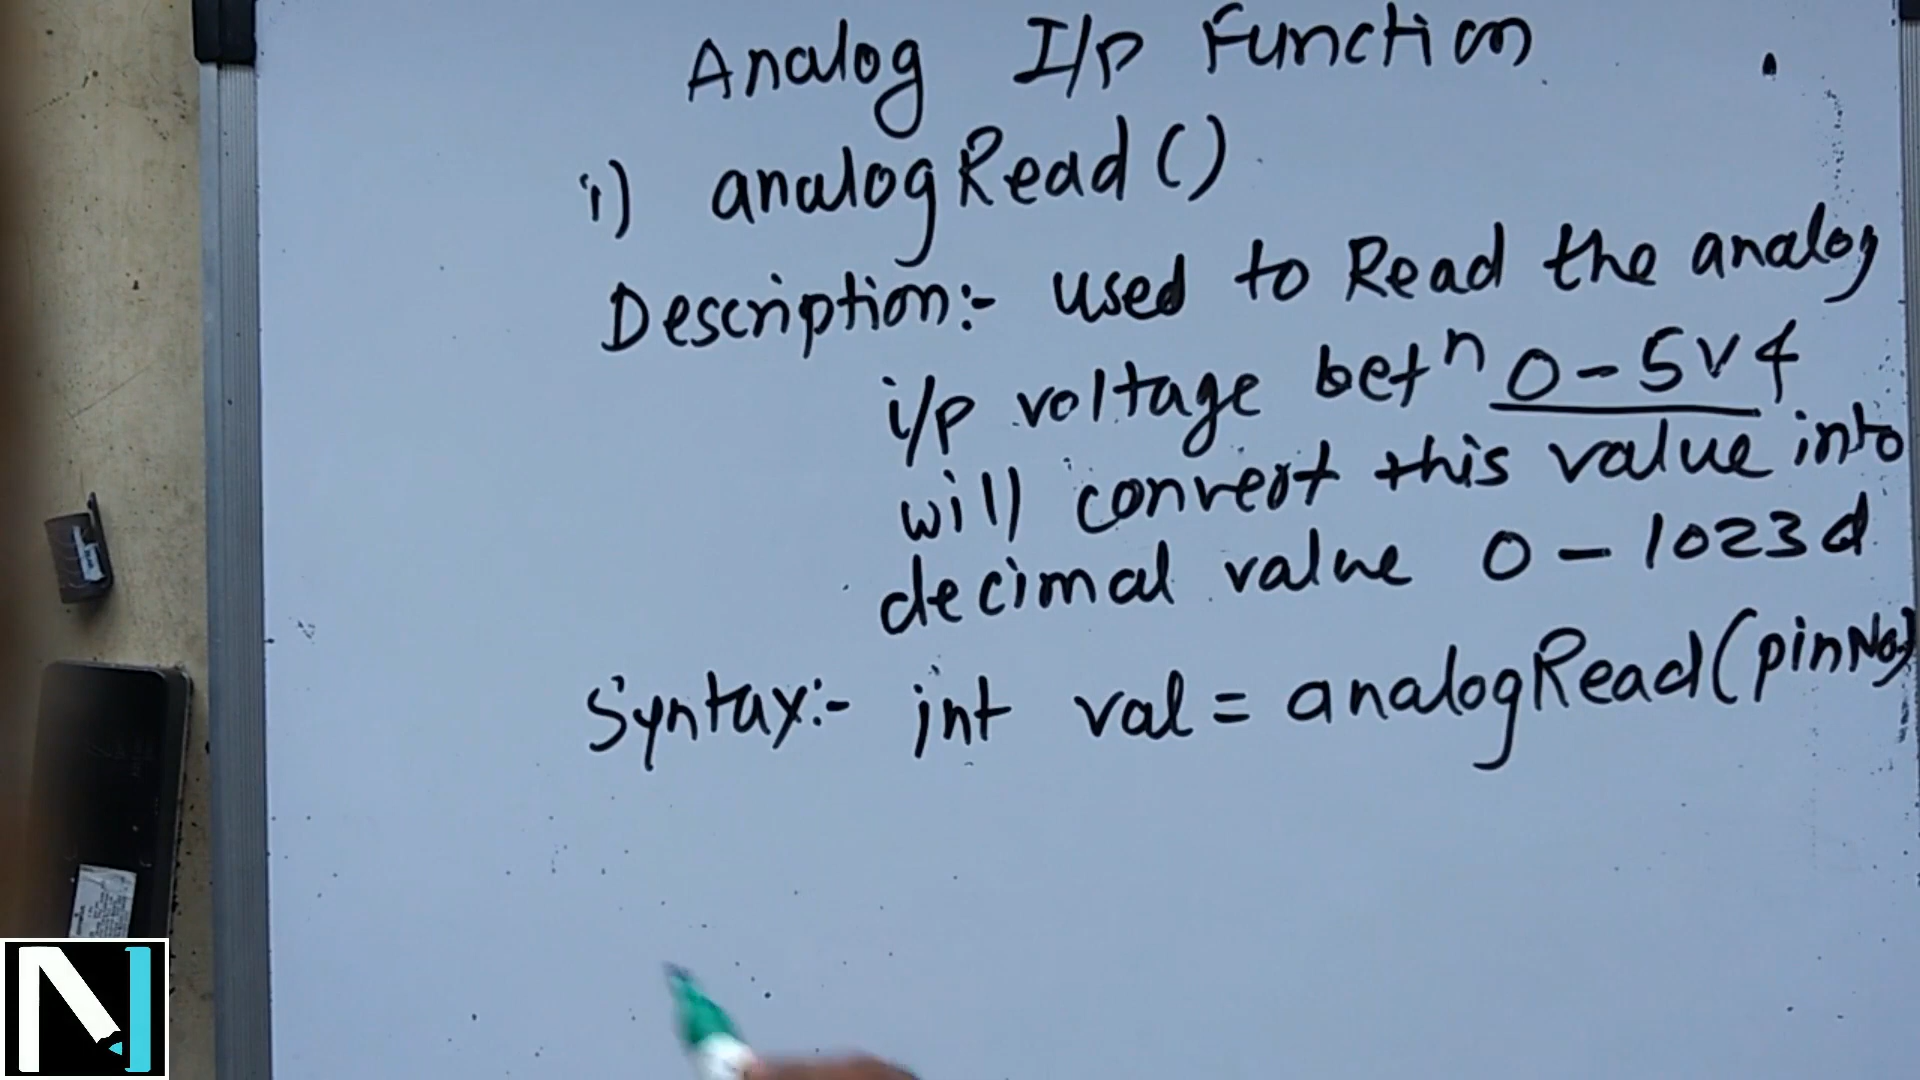 Analog I/p Function
i) analogRead()
Description:- used to Read the analog
i/p voltage betn 0-5V &
will convert this value into
decimal value 0-1023d
Syntax:- int val = analogRead(pinNo)
N